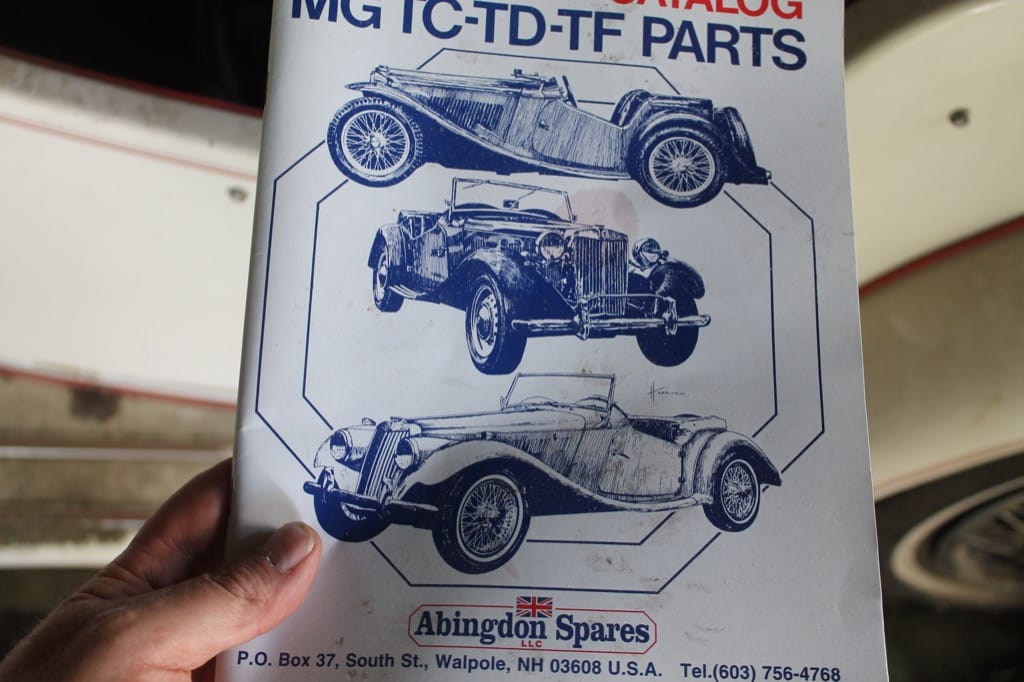 CATALOG
MG TC-TD-TF PARTS
Abingdon Spares
LLC
P.O. Box 37, South St., Walpole, NH 03608 U.S.A. Tel.(603) 756-4768